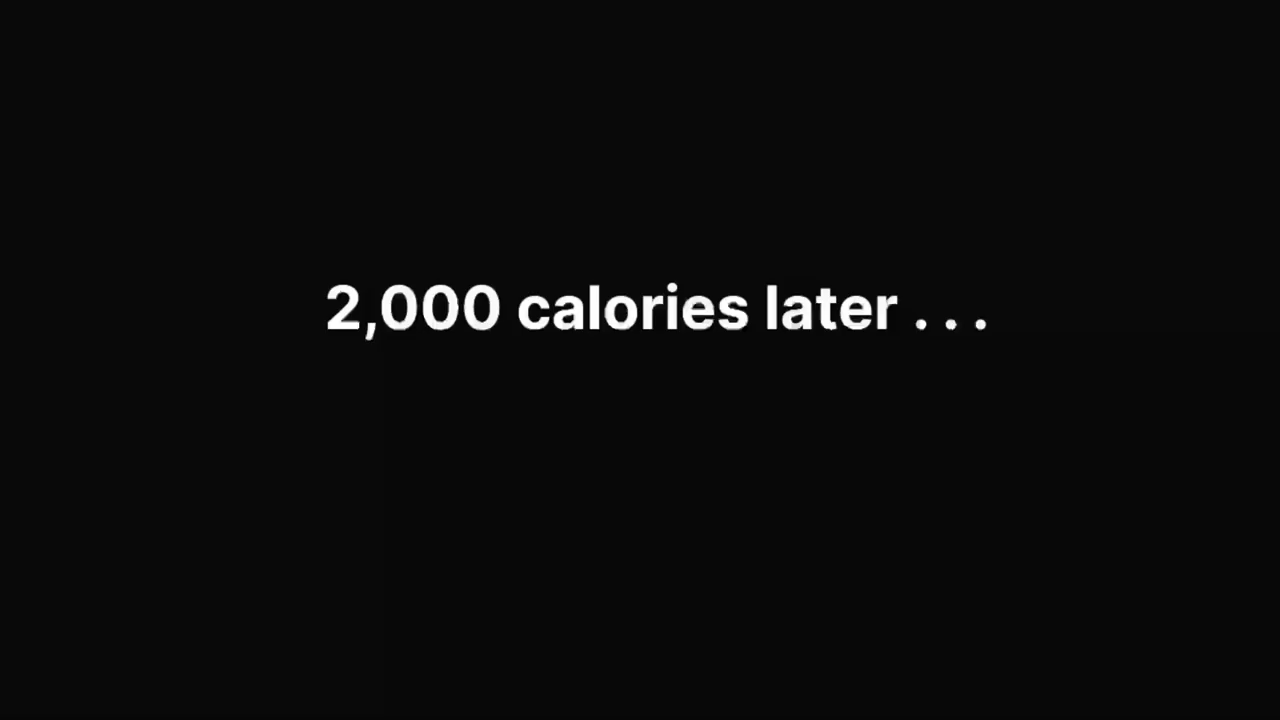 2,000 calories later . . .